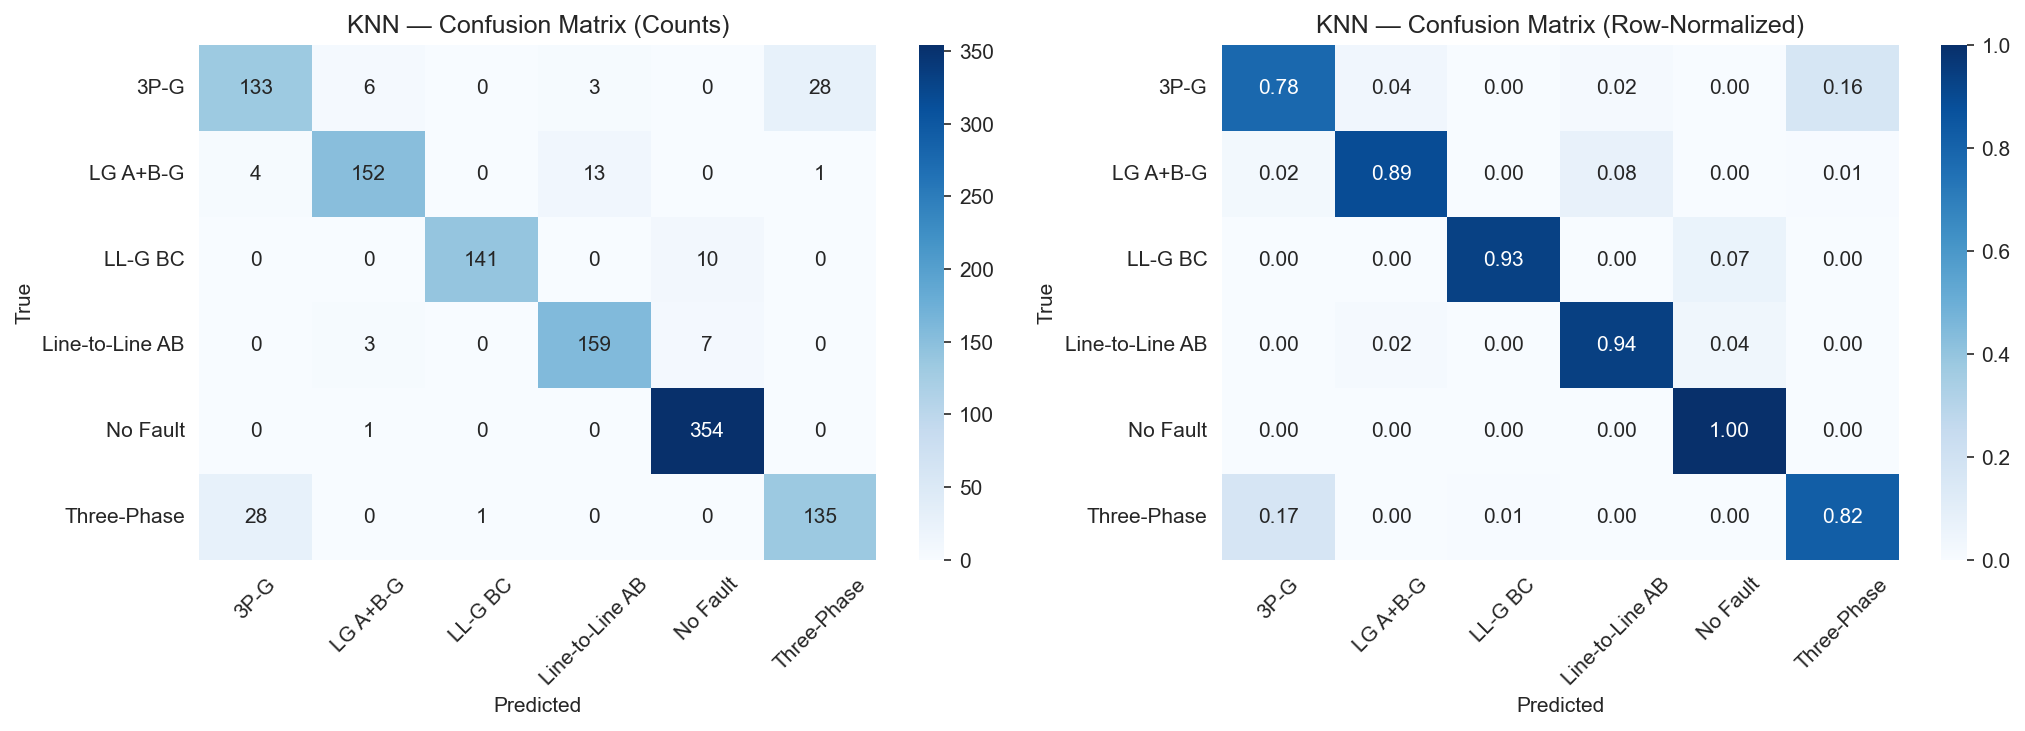 KNN — Confusion Matrix (Counts)
True
3P-G 133 6 0 3 0 28
LG A+B-G 4 152 0 13 0 1
LL-G BC 0 0 141 0 10 0
Line-to-Line AB 0 3 0 159 7 0
No Fault 0 1 0 0 354 0
Three-Phase 28 0 1 0 0 135
3P-G LG A+B-G LL-G BC Line-to-Line AB No Fault Three-Phase
Predicted
350
300
250
200
150
100
50
0
KNN — Confusion Matrix (Row-Normalized)
True
3P-G 0.78 0.04 0.00 0.02 0.00 0.16
LG A+B-G 0.02 0.89 0.00 0.08 0.00 0.01
LL-G BC 0.00 0.00 0.93 0.00 0.07 0.00
Line-to-Line AB 0.00 0.02 0.00 0.94 0.04 0.00
No Fault 0.00 0.00 0.00 0.00 1.00 0.00
Three-Phase 0.17 0.00 0.01 0.00 0.00 0.82
3P-G LG A+B-G LL-G BC Line-to-Line AB No Fault Three-Phase
Predicted
1.0
0.8
0.6
0.4
0.2
0.0